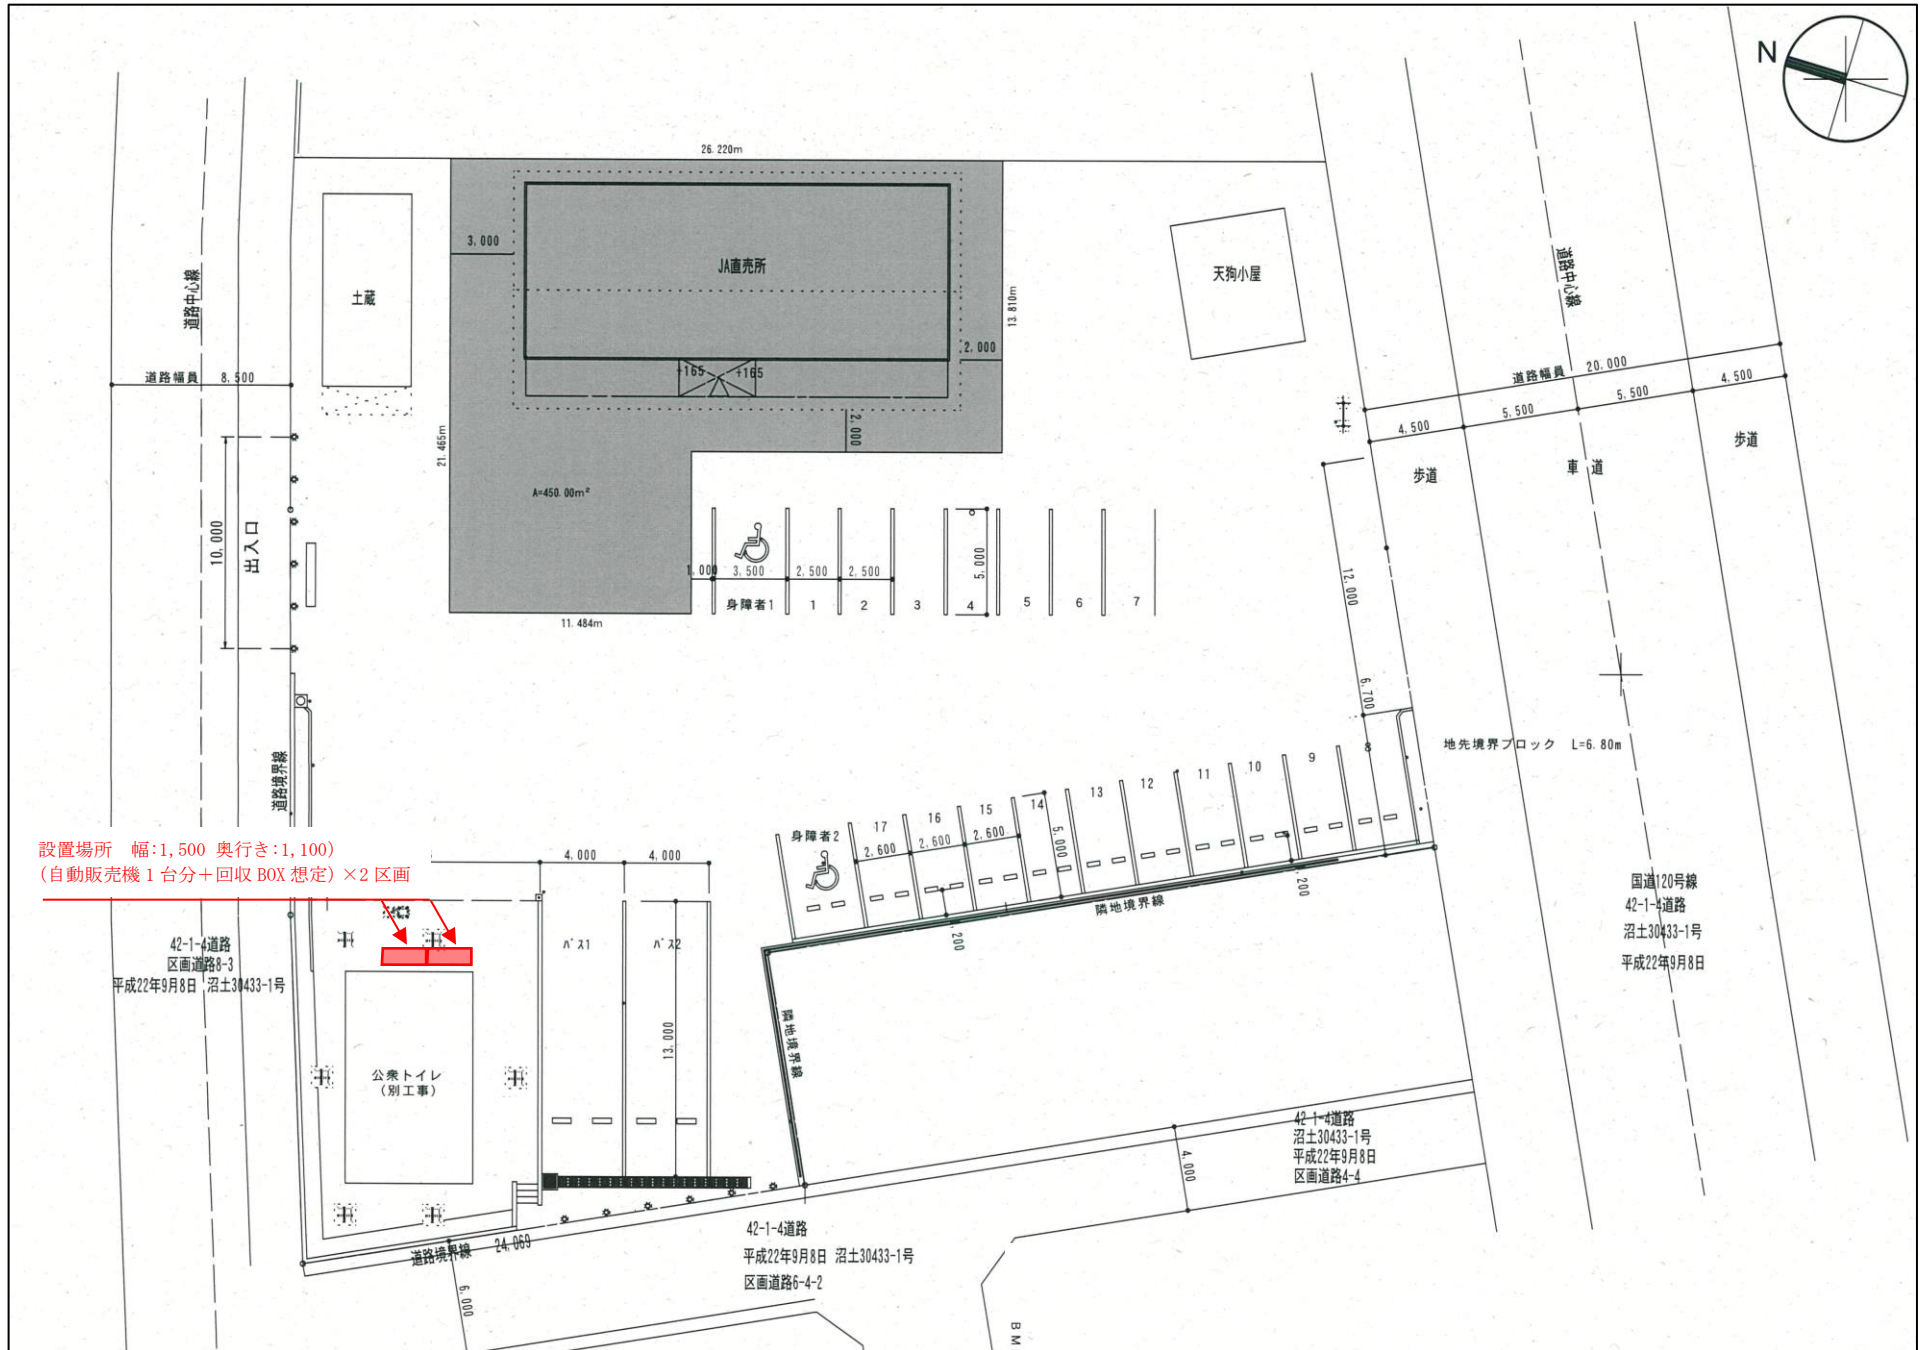 N
26.220m
3,000
JA直売所
土蔵
天狗小屋
道路中心線
道路中心線
13.810m
2,000
+165
+165
道路幅員 8,500
道路幅員 20,000
4,500
5,500
5,500
4,500
2,000
21.465m
歩道
車道
歩道
A=450.00m²
10,000
出入口
5,000
1,000
3,500
2,500
2,500
身障者1
1
2
3
4
5
6
7
11.484m
12,000
6,700
地先境界ブロック L=6.80m
道路境界線
8
9
10
11
12
13
14
15
16
17
身障者2
2,600
2,600
2,600
5,000
設置場所 幅:1,500 奥行き:1,100)
(自動販売機1台分+回収BOX想定)×2区画
4,000
4,000
,200
,200
隣地境界線
国道120号線
42-1-4道路
沼土30433-1号
平成22年9月8日
42-1-4道路
区画道路8-3
平成22年9月8日 沼土30433-1号
バス1
バス2
13,000
隣地境界線
公衆トイレ
(別工事)
42-1-4道路
沼土30433-1号
平成22年9月8日
区画道路4-4
4,000
道路境界線 24,069
42-1-4道路
平成22年9月8日 沼土30433-1号
区画道路6-4-2
6,000
BM